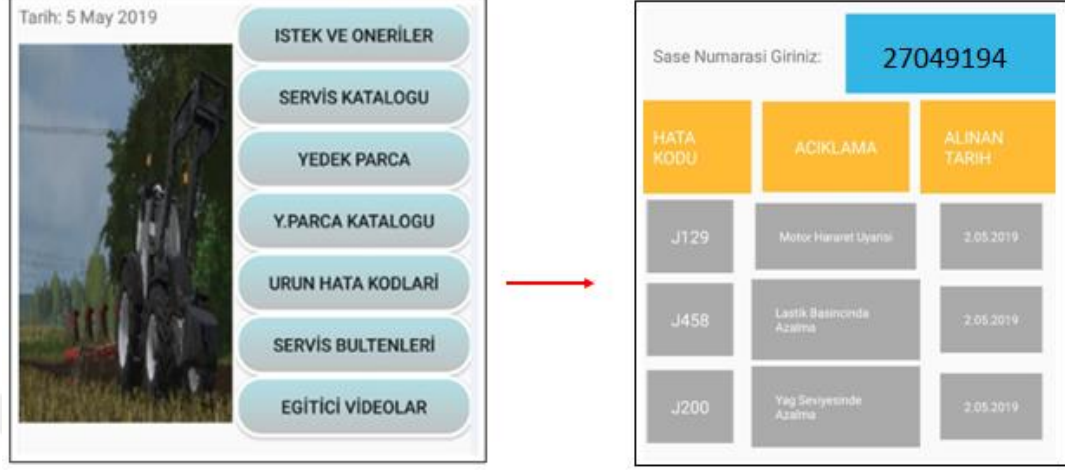 Tarih: 5 May 2019
ISTEK VE ONERİLER
SERVİS KATALOGU
YEDEK PARCA
Y.PARCA KATALOGU
URUN HATA KODLARİ
SERVİS BULTENLERİ
EGİTİCİ VİDEOLAR
Sase Numarasi Giriniz:
27049194
HATA
KODU
ACIKLAMA
ALINAN
TARIH
J129
Motor Hararet Uyarisi
2.05.2019
J458
Lastik Basincinda
Azalma
2.05.2019
J200
Yag Seviyesinde
Azalma
2.05.2019